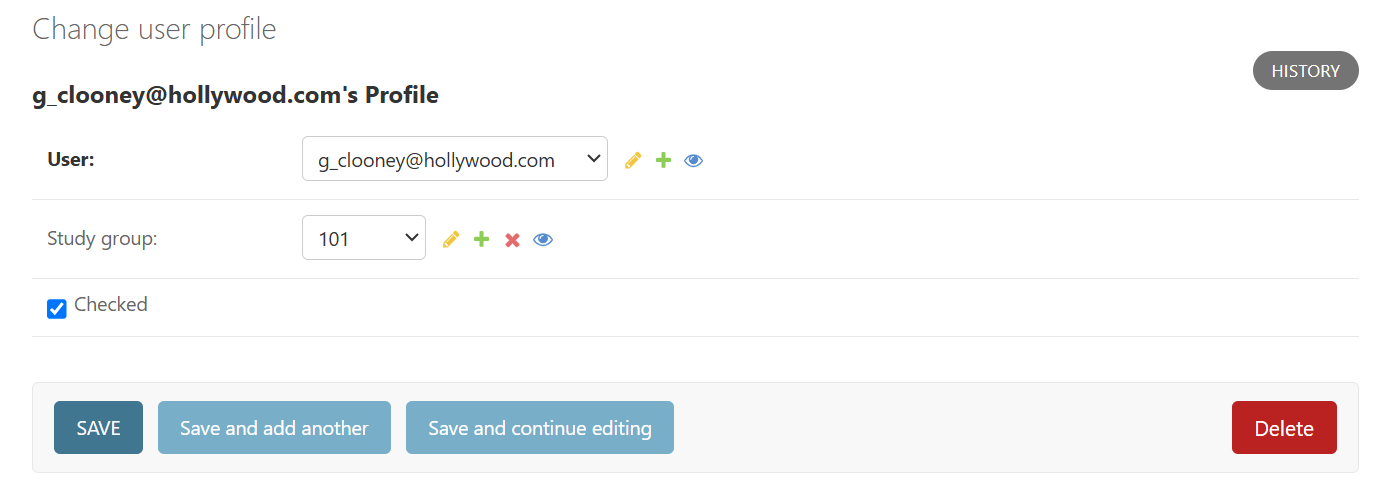 Change user profile
HISTORY
g_clooney@hollywood.com's Profile
User: g_clooney@hollywood.com
Study group: 101
Checked
SAVE Save and add another Save and continue editing Delete